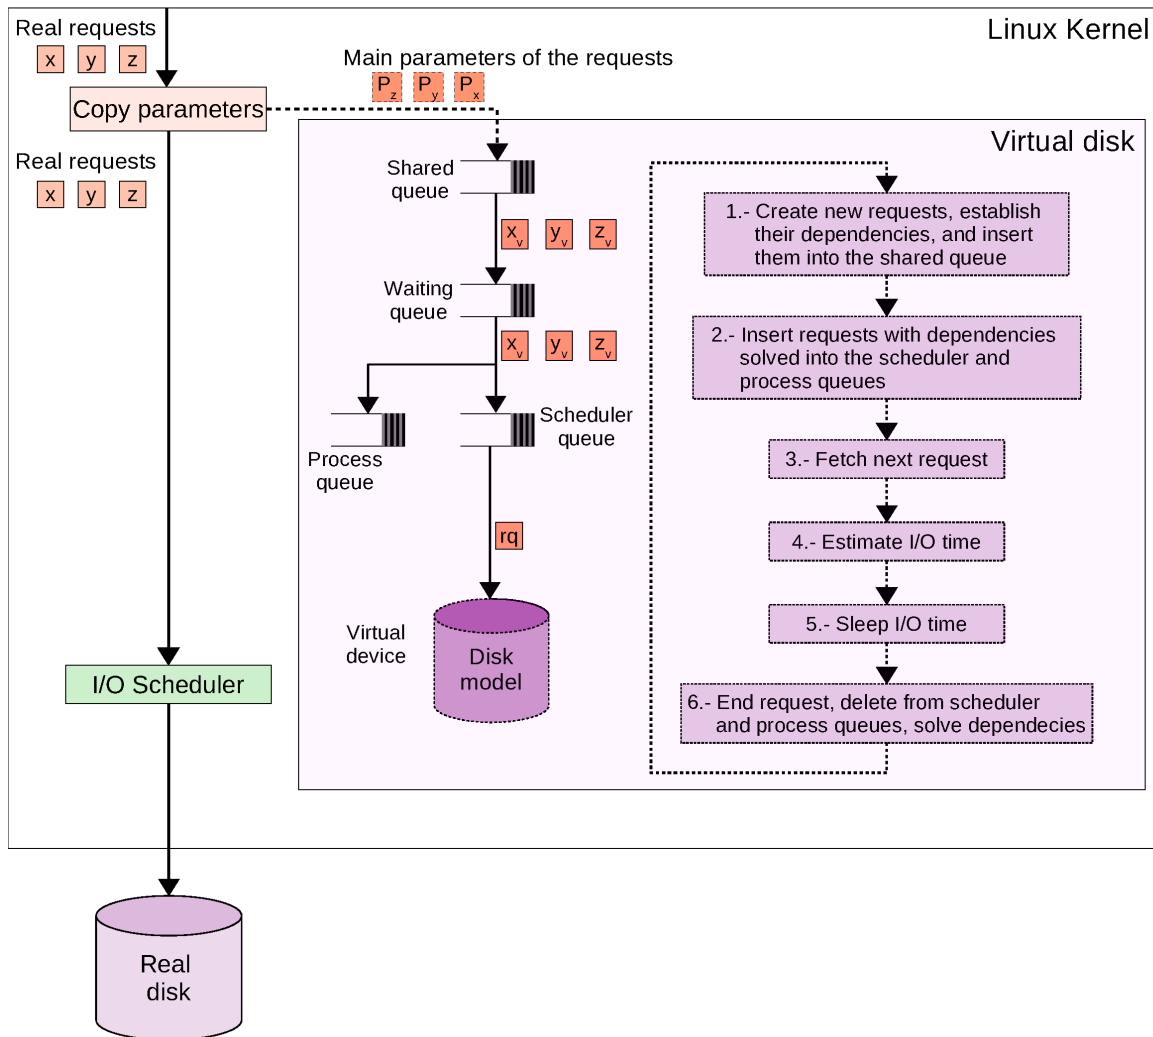 Linux Kernel
Real requests
x y z
Main parameters of the requests
Pz Py Px
Copy parameters
Real requests
x y z
Virtual disk
Shared
queue
xv yv zv
Waiting
queue
xv yv zv
Process
queue
Scheduler
queue
rq
Virtual
device
Disk
model
1.- Create new requests, establish
their dependencies, and insert
them into the shared queue
2.- Insert requests with dependencies
solved into the scheduler and
process queues
3.- Fetch next request
4.- Estimate I/O time
5.- Sleep I/O time
6.- End request, delete from scheduler
and process queues, solve dependecies
I/O Scheduler
Real
disk